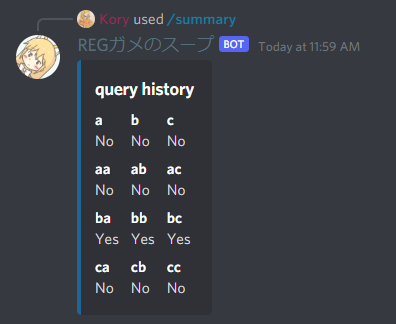 Kory used /summary
REGガメのスープ BOT Today at 11:59 AM
query history
a b c
No No No
aa ab ac
No No No
ba bb bc
Yes Yes Yes
ca cb cc
No No No